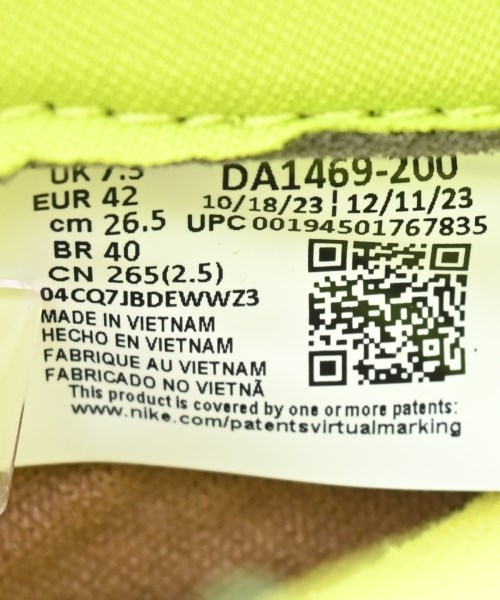 UK 7.5
DA1469-200
EUR 42
10/18/23 | 12/11/23
cm 26.5
UPC 00194501767835
BR 40
CN 265(2.5)
04CQ7JBDEWWZ3
MADE IN VIETNAM
HECHO EN VIETNAM
FABRIQUE AU VIETNAM
FABRICADO NO VIETNÃ
This product is covered by one or more patents:
www.nike.com/patentsvirtualmarking